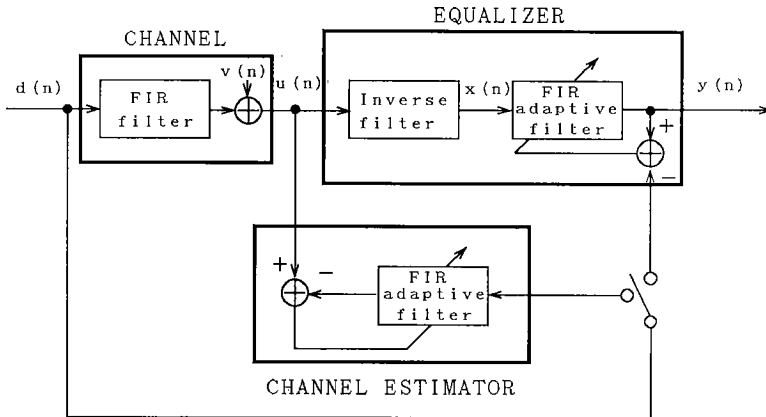 EQUALIZER
CHANNEL
d(n)
v(n)
u(n)
x(n)
y(n)
FIR
filter
+
Inverse
filter
FIR
adaptive
filter
+
+
−
+
−
+
FIR
adaptive
filter
CHANNEL ESTIMATOR